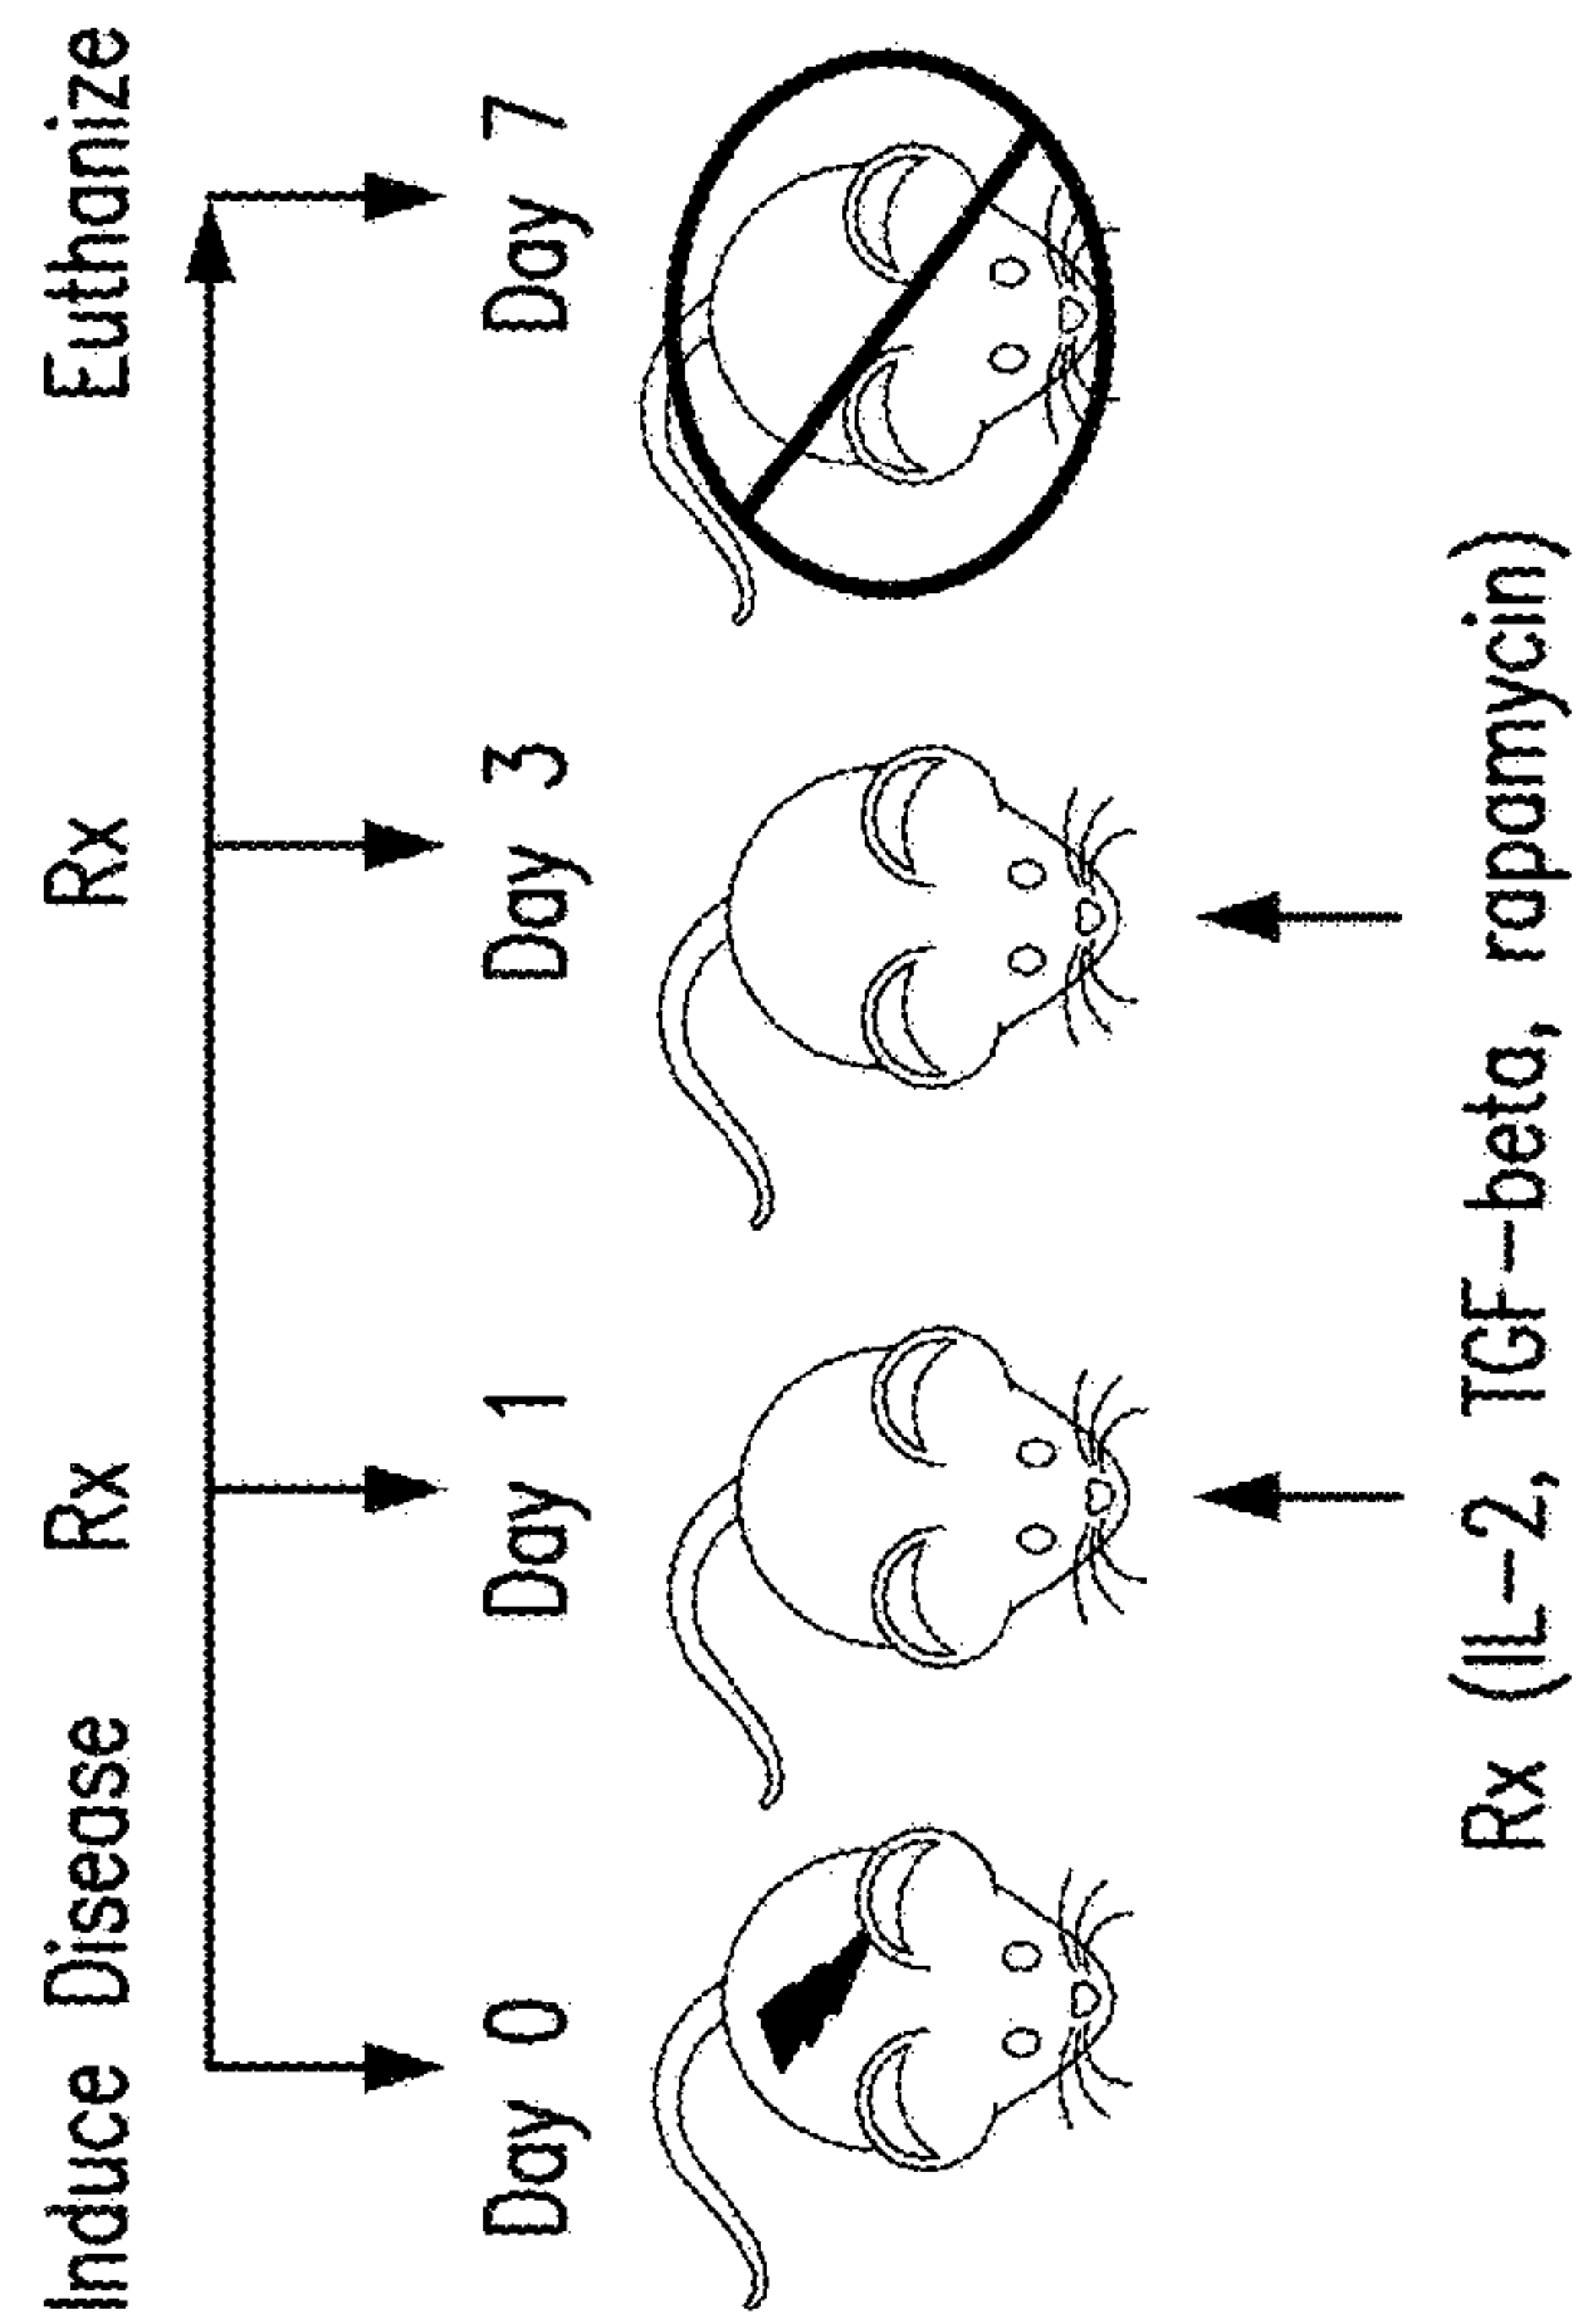 Induce Disease Rx Rx Euthanize
Day 0 Day 1 Day 3 Day 7
Rx (IL-2, TGF-beta, rapamycin)